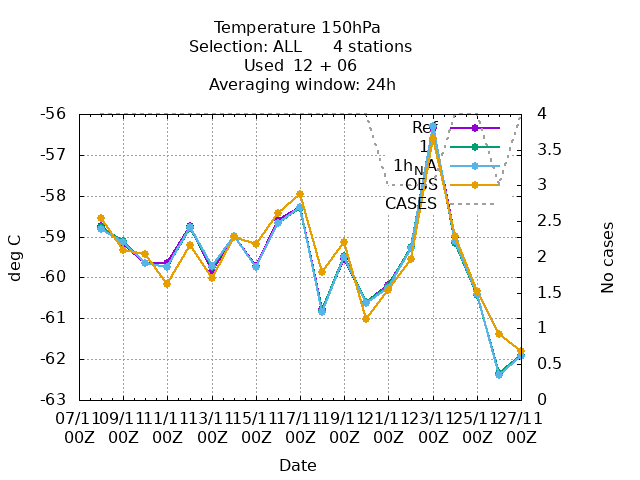 Temperature 150hPa
Selection: ALL 4 stations
Used 12 + 06
Averaging window: 24h
-56
-57
-58
-59
-60
-61
-62
-63
deg C
4
3.5
3
2.5
2
1.5
1
0.5
0
No cases
Ref
1h_NA
OBS
CASES
07/11 09/11 11/11 13/11 15/11 17/11 19/11 21/11 23/11 25/11 27/11
00Z 00Z 00Z 00Z 00Z 00Z 00Z 00Z 00Z 00Z 00Z
Date